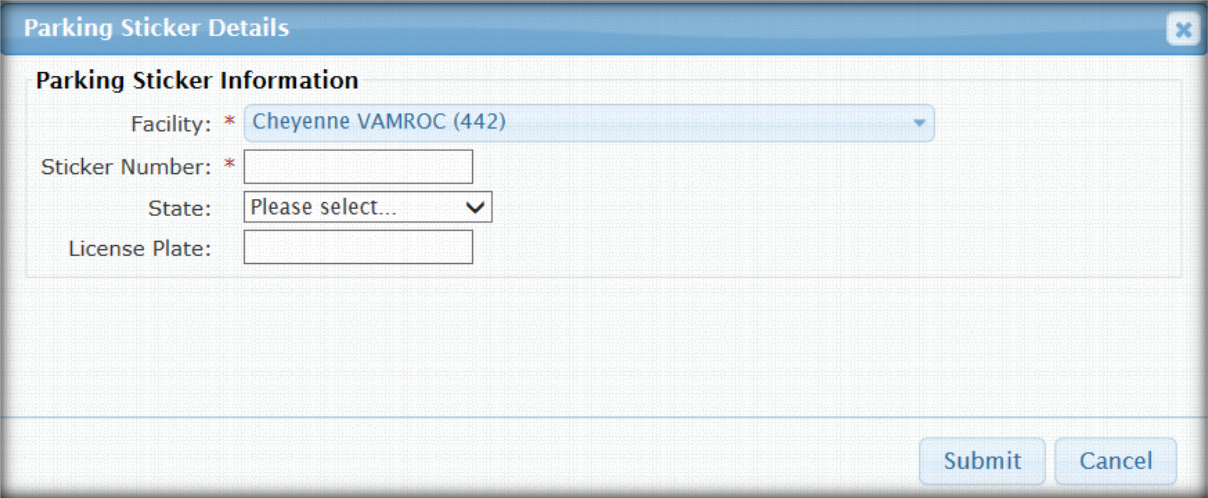 Parking Sticker Details
Parking Sticker Information
Facility: * Cheyenne VAMROC (442)
Sticker Number: *
State: Please select...
License Plate:
Submit Cancel